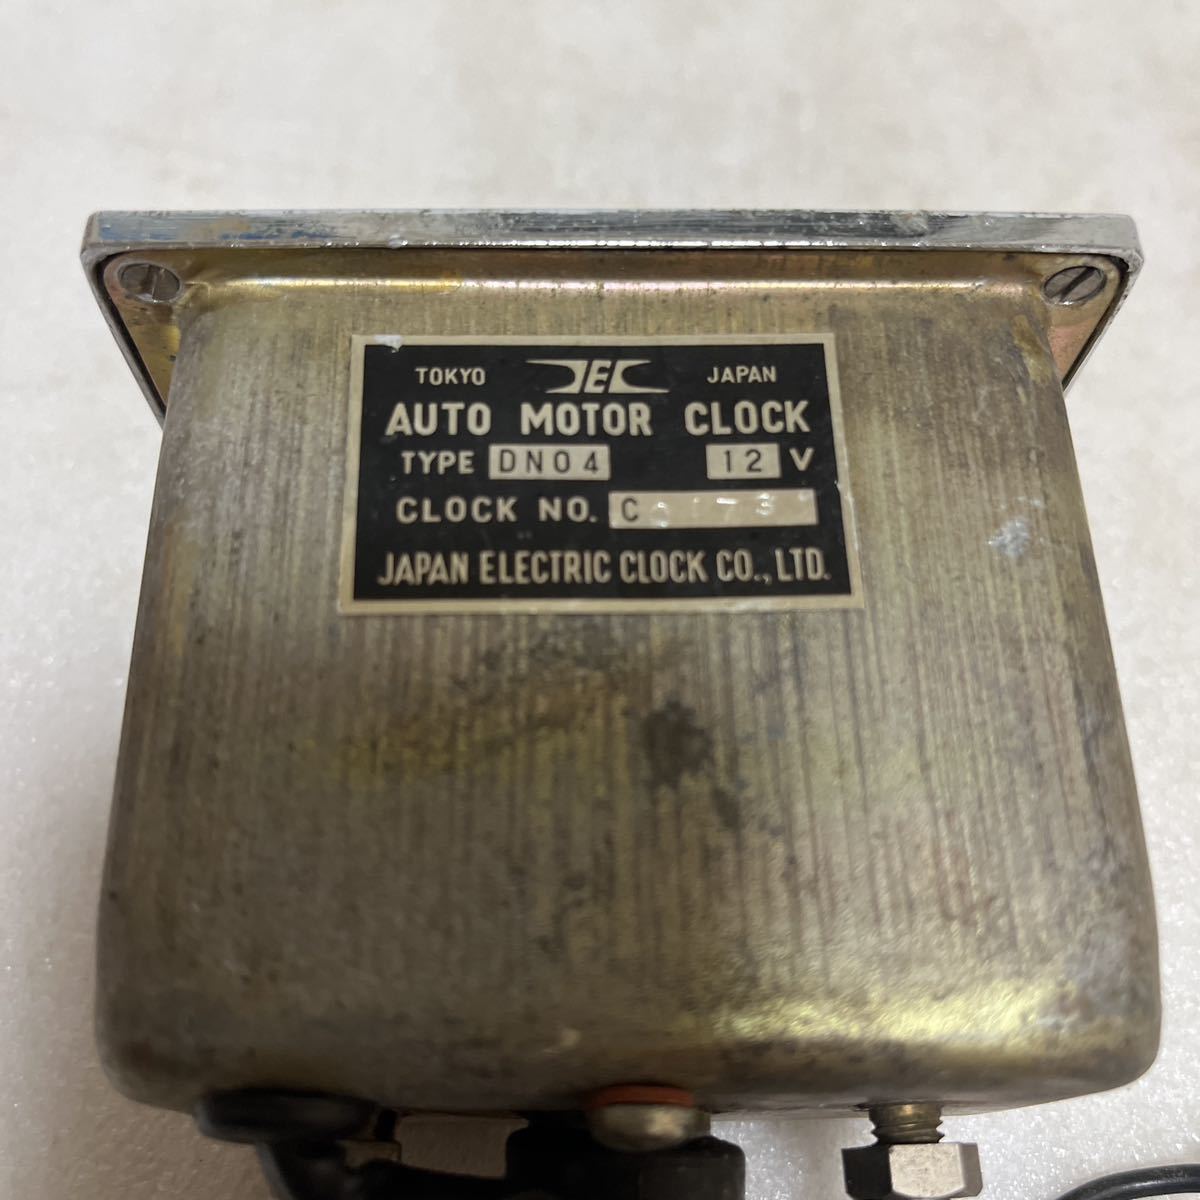 TOKYO JEC JAPAN
AUTO MOTOR CLOCK
TYPE DN04 12 V
CLOCK NO. C
JAPAN ELECTRIC CLOCK CO., LTD.